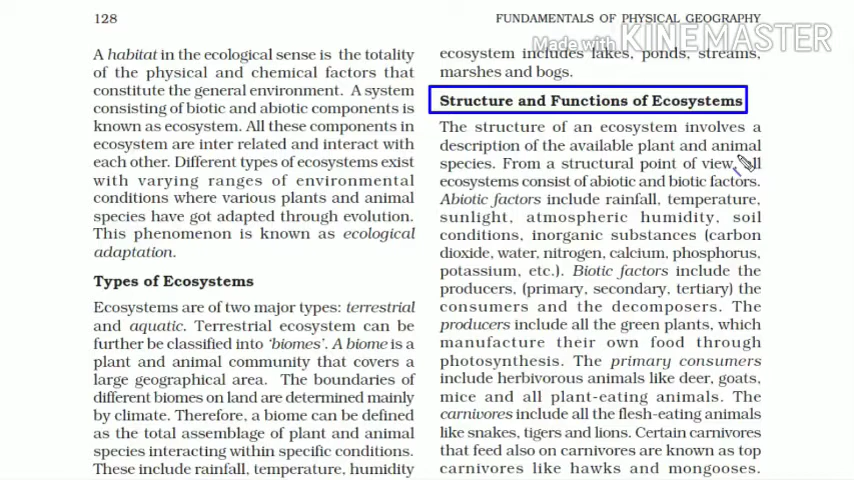 128
FUNDAMENTALS OF PHYSICAL GEOGRAPHY
Made with KINEMASTER
A habitat in the ecological sense is the totality
of the physical and chemical factors that
constitute the general environment. A system
consisting of biotic and abiotic components is
known as ecosystem. All these components in
ecosystem are inter related and interact with
each other. Different types of ecosystems exist
with varying ranges of environmental
conditions where various plants and animal
species have got adapted through evolution.
This phenomenon is known as ecological
adaptation.
Types of Ecosystems
Ecosystems are of two major types: terrestrial
and aquatic. Terrestrial ecosystem can be
further be classified into ‘biomes’. A biome is a
plant and animal community that covers a
large geographical area. The boundaries of
different biomes on land are determined mainly
by climate. Therefore, a biome can be defined
as the total assemblage of plant and animal
species interacting within specific conditions.
These include rainfall, temperature, humidity
ecosystem includes lakes, ponds, streams,
marshes and bogs.
Structure and Functions of Ecosystems
The structure of an ecosystem involves a
description of the available plant and animal
species. From a structural point of view, all
ecosystems consist of abiotic and biotic factors.
Abiotic factors include rainfall, temperature,
sunlight, atmospheric humidity, soil
conditions, inorganic substances (carbon
dioxide, water, nitrogen, calcium, phosphorus,
potassium, etc.). Biotic factors include the
producers, (primary, secondary, tertiary) the
consumers and the decomposers. The
producers include all the green plants, which
manufacture their own food through
photosynthesis. The primary consumers
include herbivorous animals like deer, goats,
mice and all plant-eating animals. The
carnivores include all the flesh-eating animals
like snakes, tigers and lions. Certain carnivores
that feed also on carnivores are known as top
carnivores like hawks and mongooses.